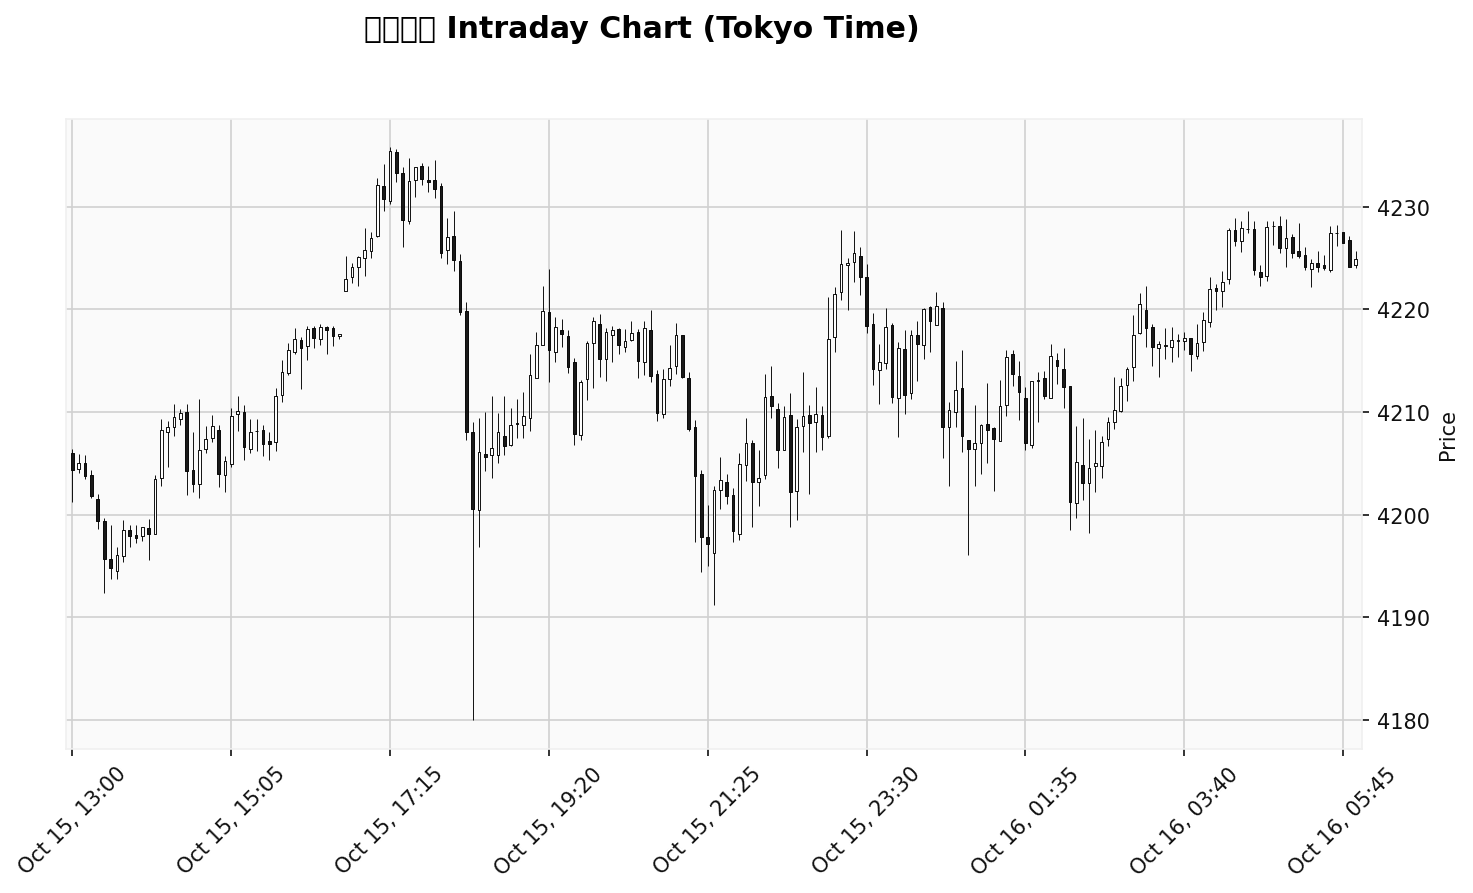 Intraday Chart (Tokyo Time)
4230
4220
4210
4200
4190
4180
Price
Oct 15, 13:00
Oct 15, 15:05
Oct 15, 17:15
Oct 15, 19:20
Oct 15, 21:25
Oct 15, 23:30
Oct 16, 01:35
Oct 16, 03:40
Oct 16, 05:45